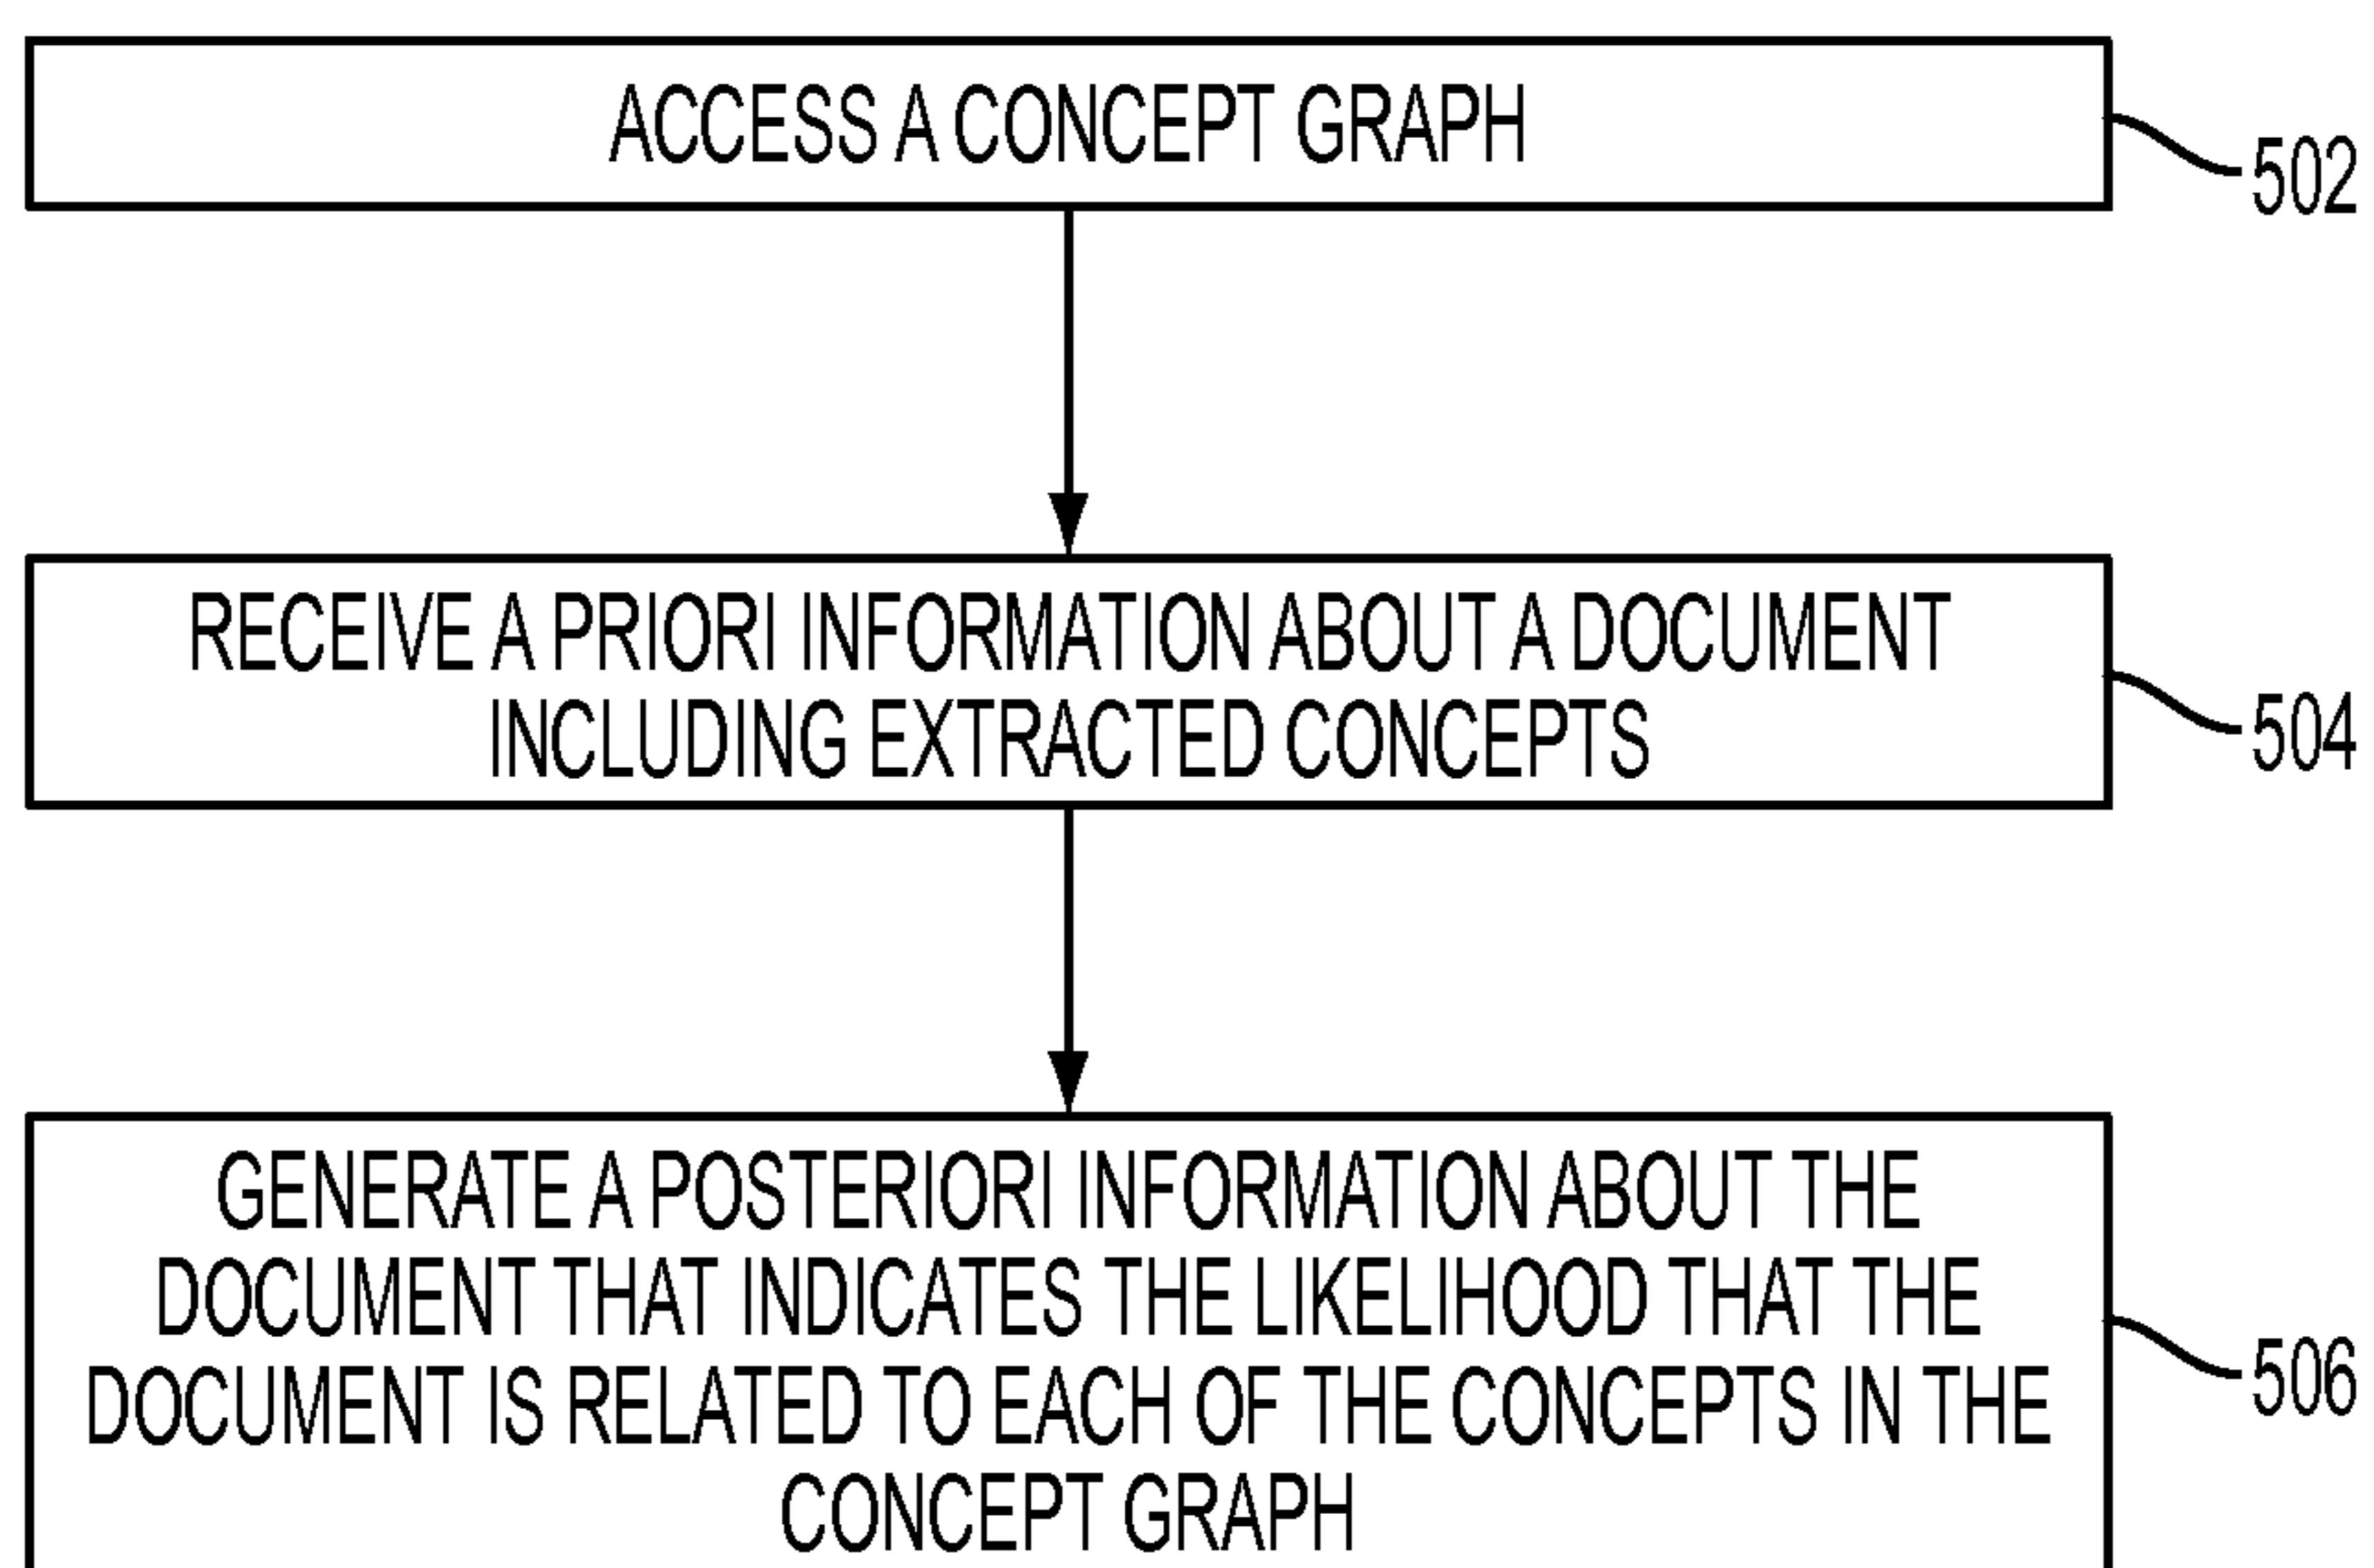 ACCESS A CONCEPT GRAPH
502
RECEIVE A PRIORI INFORMATION ABOUT A DOCUMENT
INCLUDING EXTRACTED CONCEPTS
504
GENERATE A POSTERIORI INFORMATION ABOUT THE
DOCUMENT THAT INDICATES THE LIKELIHOOD THAT THE
DOCUMENT IS RELATED TO EACH OF THE CONCEPTS IN THE
CONCEPT GRAPH
506